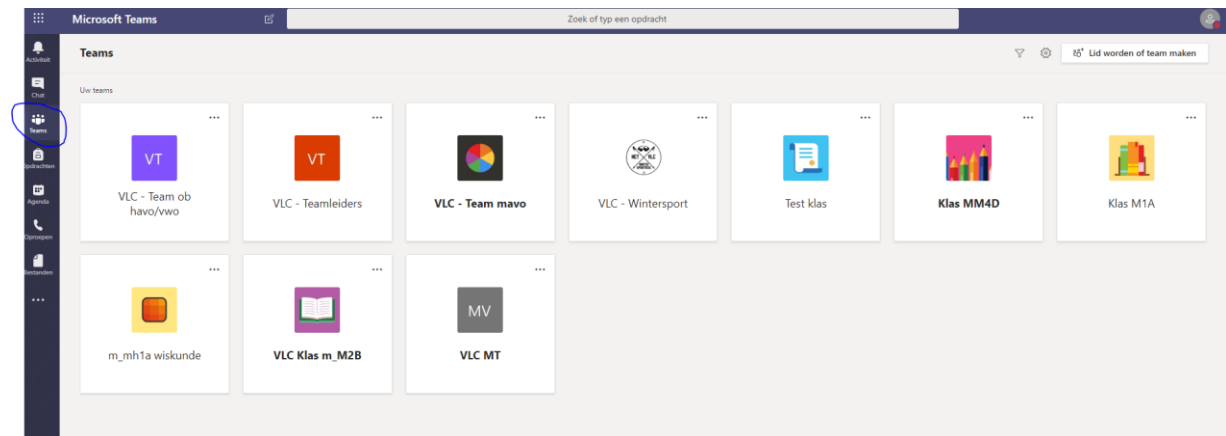 Microsoft Teams
Zoek of typ een opdracht
Activiteit
Chat
Teams
Opdrachten
Agenda
Oproepen
Bestanden
Teams
Lid worden of team maken
Uw teams
VT
VLC - Team ob
havo/vwo
VT
VLC - Teamleiders
VLC - Team mavo
VLC - Wintersport
Test klas
Klas MM4D
Klas M1A
m_mh1a wiskunde
VLC Klas m_M2B
MV
VLC MT